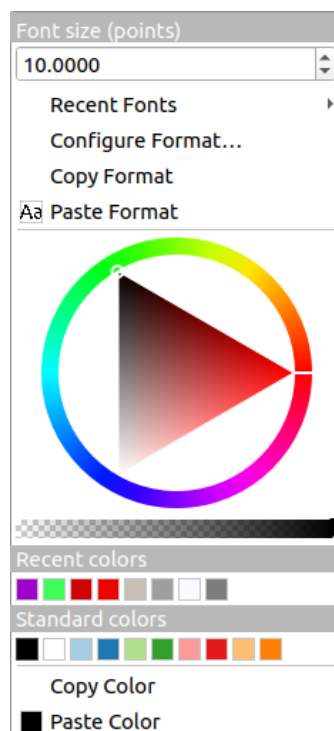 Font size (points)
10.0000
Recent Fonts
Configure Format…
Copy Format
Aa Paste Format
Recent colors
Standard colors
Copy Color
Paste Color